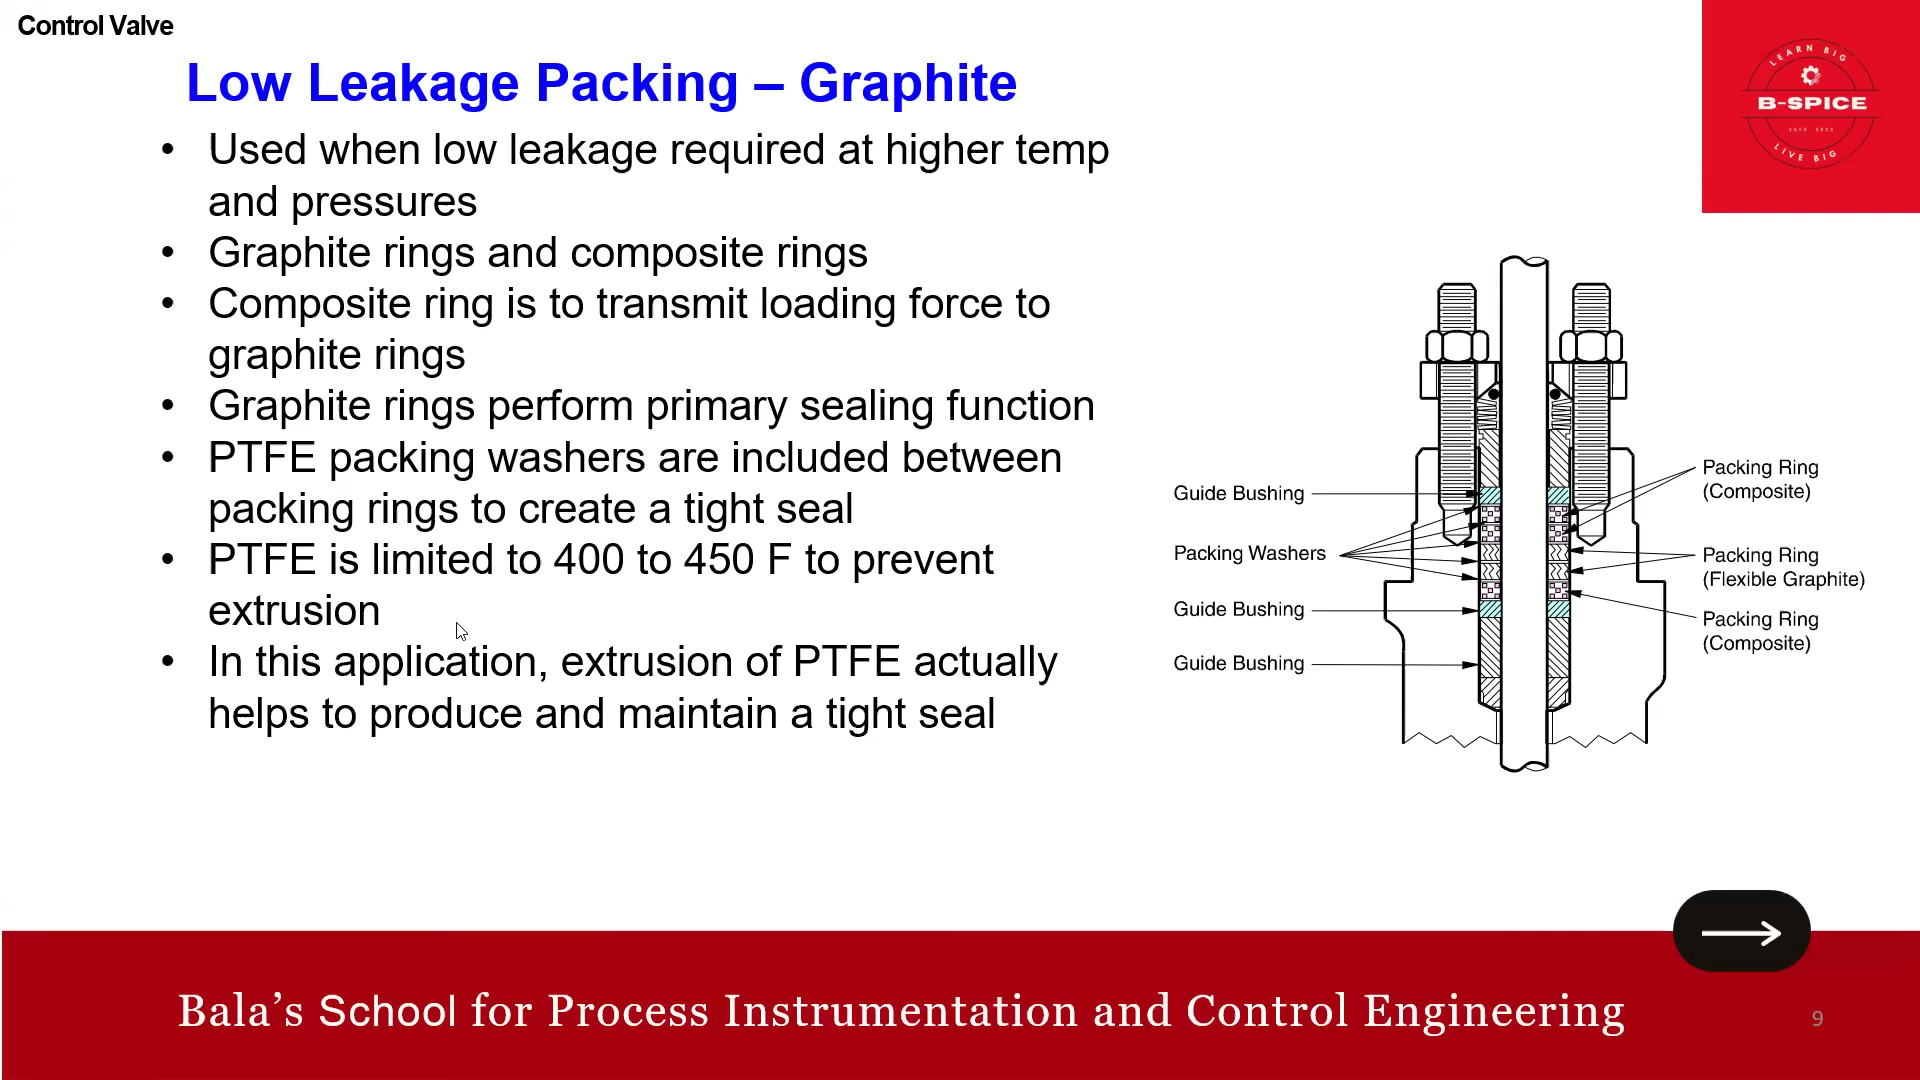 Control Valve
Low Leakage Packing – Graphite
• Used when low leakage required at higher temp
and pressures
• Graphite rings and composite rings
• Composite ring is to transmit loading force to
graphite rings
• Graphite rings perform primary sealing function
• PTFE packing washers are included between
packing rings to create a tight seal
• PTFE is limited to 400 to 450 F to prevent
extrusion
• In this application, extrusion of PTFE actually
helps to produce and maintain a tight seal
LEARN BIG
B-SPICE
LIVE BIG
Guide Bushing
Packing Washers
Guide Bushing
Guide Bushing
Packing Ring
(Composite)
Packing Ring
(Flexible Graphite)
Packing Ring
(Composite)
Bala’s School for Process Instrumentation and Control Engineering
9